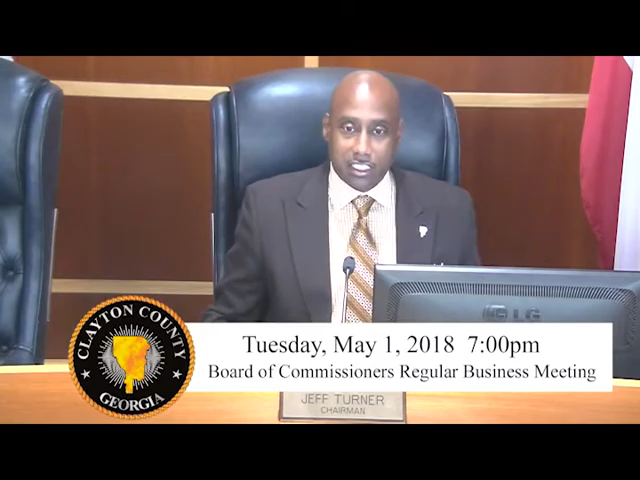 LG
Tuesday, May 1, 2018 7:00pm
Board of Commissioners Regular Business Meeting
CLAYTON COUNTY
GEORGIA
JEFF TURNER
CHAIRMAN